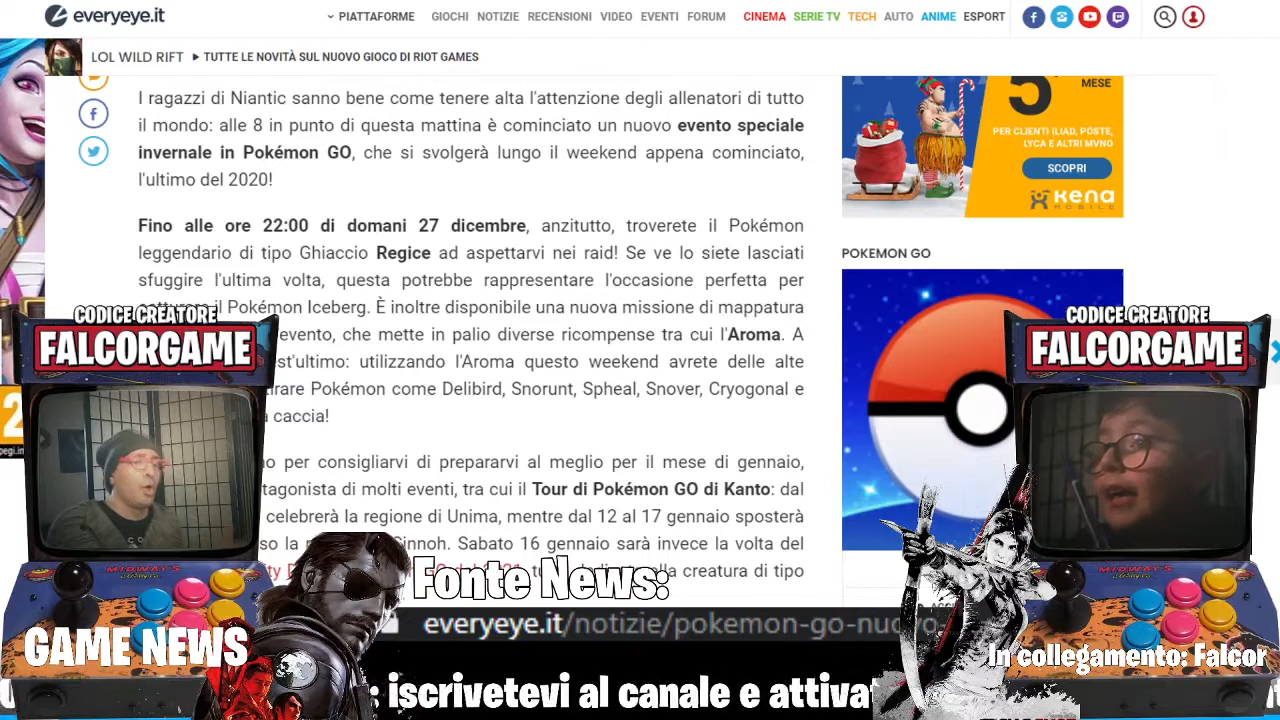 everyeye.it
PIATTAFORME GIOCHI NOTIZIE RECENSIONI VIDEO EVENTI FORUM CINEMA SERIE TV TECH AUTO ANIME ESPORT
LOL WILD RIFT TUTTE LE NOVITÀ SUL NUOVO GIOCO DI RIOT GAMES
I ragazzi di Niantic sanno bene come tenere alta l'attenzione degli allenatori di tutto
il mondo: alle 8 in punto di questa mattina è cominciato un nuovo evento speciale
invernale in Pokémon GO, che si svolgerà lungo il weekend appena cominciato,
l'ultimo del 2020!
Fino alle ore 22:00 di domani 27 dicembre, anzitutto, troverete il Pokémon
leggendario di tipo Ghiaccio Regice ad aspettarvi nei raid! Se ve lo siete lasciati
sfuggire l'ultima volta, questa potrebbe rappresentare l'occasione perfetta per
il Pokémon Iceberg. È inoltre disponibile una nuova missione di mappatura
evento, che mette in palio diverse ricompense tra cui l'Aroma. A
st'ultimo: utilizzando l'Aroma questo weekend avrete delle alte
rare Pokémon come Delibird, Snorunt, Spheal, Snover, Cryogonal e
a caccia!
no per consigliarvi di prepararvi al meglio per il mese di gennaio,
tagonista di molti eventi, tra cui il Tour di Pokémon GO di Kanto: dal
celebrerà la regione di Unima, mentre dal 12 al 17 gennaio sposterà
so la Sinnoh. Sabato 16 gennaio sarà invece la volta del
lla creatura di tipo
5 MESE
PER CLIENTI ILIAD, POSTE,
LYCA E ALTRI MVNO
SCOPRI
KENA
MOBILE
POKEMON GO
CODICE CREATORE
FALCORGAME
MIDWAY'S
GAME NEWS
CODICE CREATORE
FALCORGAME
MIDWAY'S
In collegamento: Falcor
Fonte News:
everyeye.it/notizie/pokemon-go-nuo
: iscrivetevi al canale e attivat